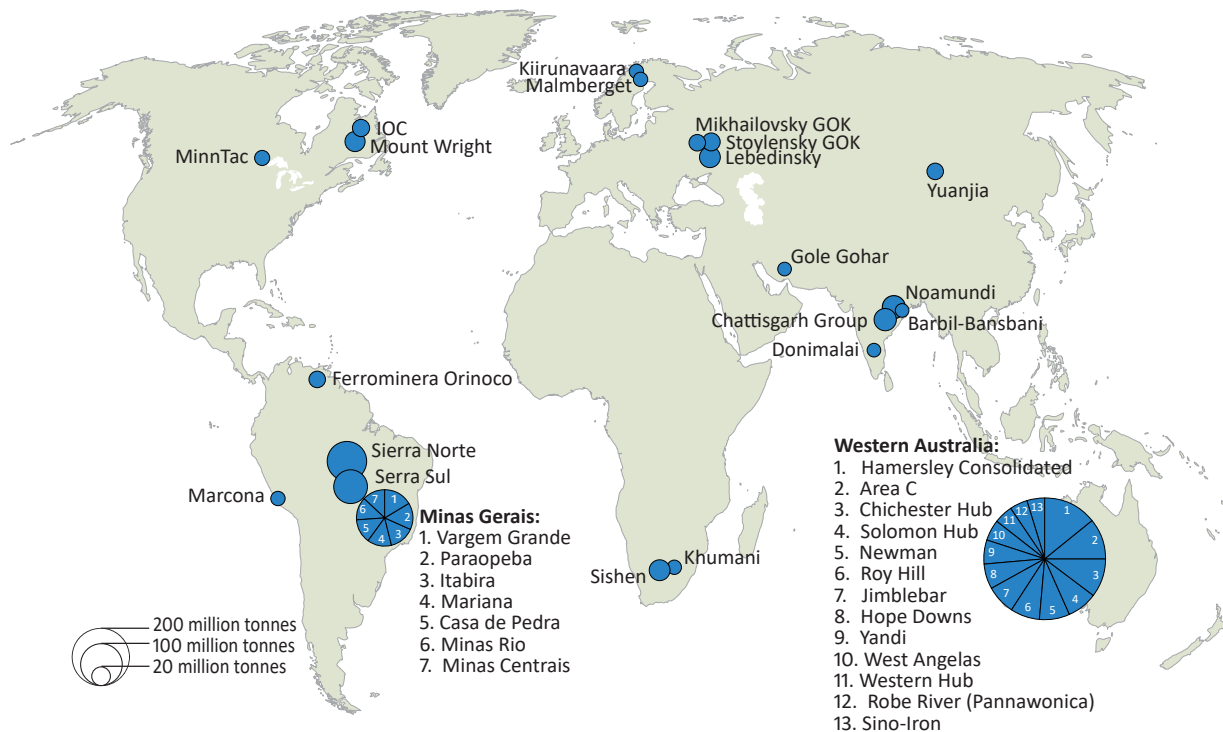 Kiirunavaara
Malmberget
Mikhailovsky GOK
IOC
Stoylensky GOK
Mount Wright
MinnTac
Lebedinsky
Yuanjia
Gole Gohar
Noamundi
Chattisgarh Group
Barbil-Bansbani
Donimalai
Ferrominera Orinoco
Sierra Norte
Serra Sul
Marcona
Minas Gerais:
1. Vargem Grande
2. Paraopeba
3. Itabira
4. Mariana
5. Casa de Pedra
6. Minas Rio
7. Minas Centrais
1
2
3
4
5
6
7
Khumani
Sishen
200 million tonnes
100 million tonnes
20 million tonnes
Western Australia:
1. Hamersley Consolidated
2. Area C
3. Chichester Hub
4. Solomon Hub
5. Newman
6. Roy Hill
7. Jimblebar
8. Hope Downs
9. Yandi
10. West Angelas
11. Western Hub
12. Robe River (Pannawonica)
13. Sino-Iron
1
2
3
4
5
6
7
8
9
10
11
12
13